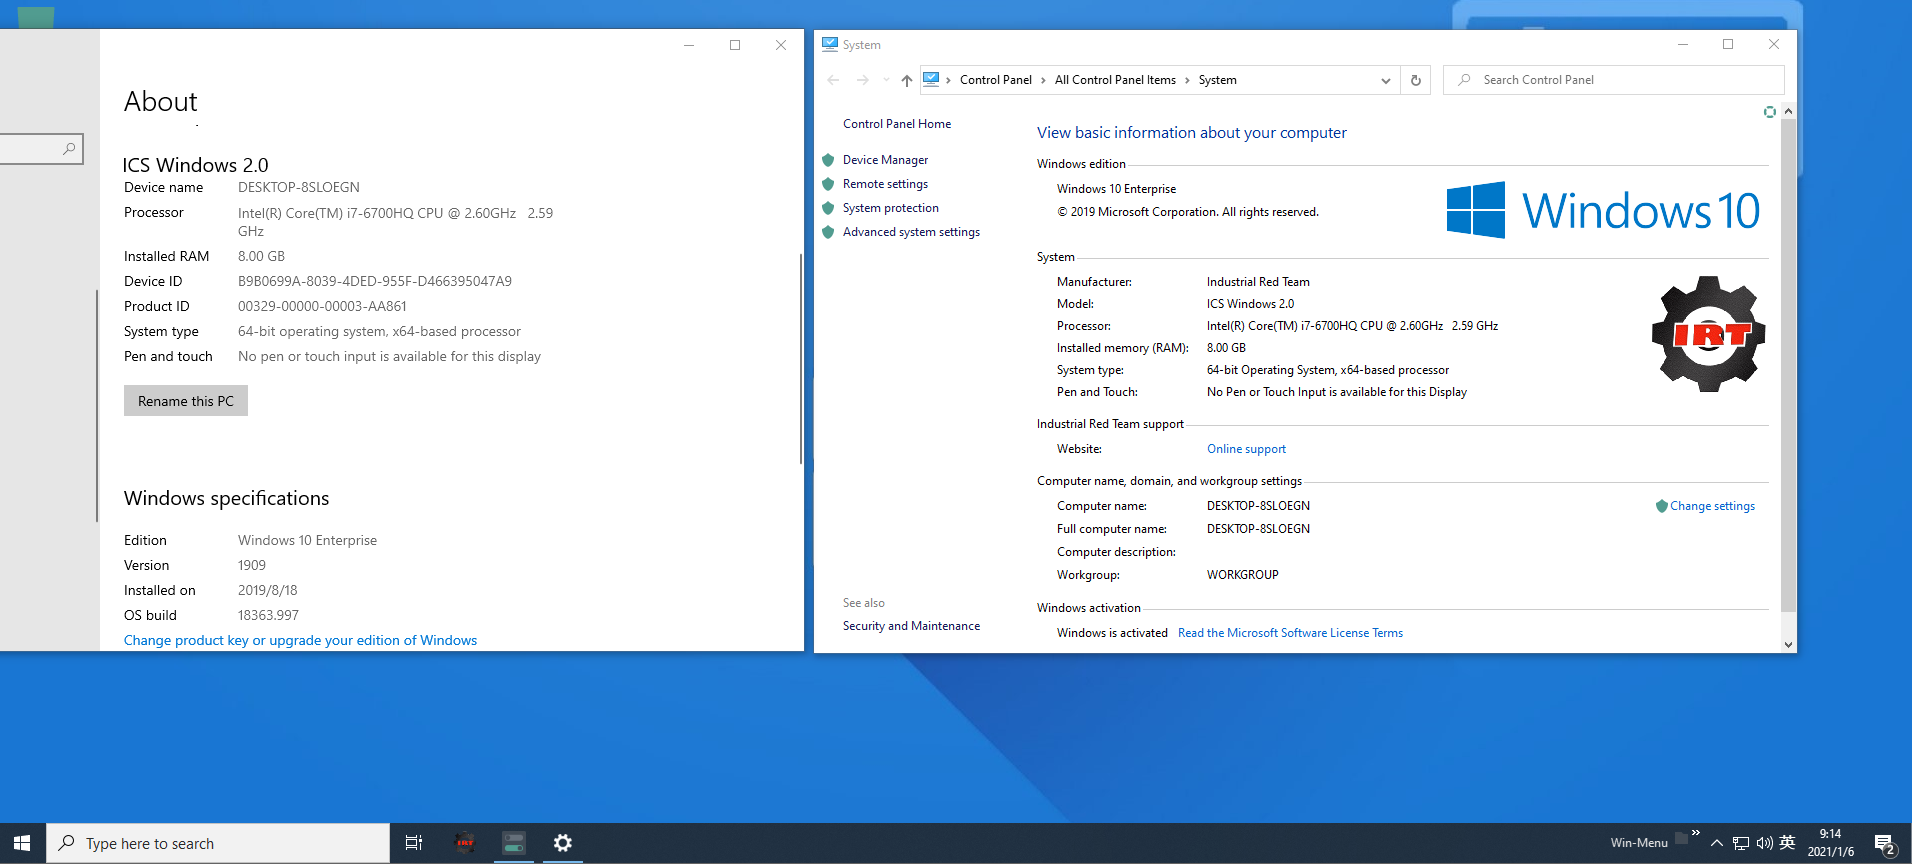 About
ICS Windows 2.0
Device name DESKTOP-8SLOEGN
Processor Intel(R) Core(TM) i7-6700HQ CPU @ 2.60GHz 2.59
GHz
Installed RAM 8.00 GB
Device ID B9B0699A-8039-4DED-955F-D466395047A9
Product ID 00329-00000-00003-AA861
System type 64-bit operating system, x64-based processor
Pen and touch No pen or touch input is available for this display
Rename this PC
Windows specifications
Edition Windows 10 Enterprise
Version 1909
Installed on 2019/8/18
OS build 18363.997
Change product key or upgrade your edition of Windows
System
Control Panel All Control Panel Items System
Search Control Panel
Control Panel Home
Device Manager
Remote settings
System protection
Advanced system settings
See also
Security and Maintenance
View basic information about your computer
Windows edition
Windows 10 Enterprise
© 2019 Microsoft Corporation. All rights reserved.
Windows 10
System
Manufacturer: Industrial Red Team
Model: ICS Windows 2.0
Processor: Intel(R) Core(TM) i7-6700HQ CPU @ 2.60GHz 2.59 GHz
Installed memory (RAM): 8.00 GB
System type: 64-bit Operating System, x64-based processor
Pen and Touch: No Pen or Touch Input is available for this Display
IRT
Industrial Red Team support
Website: Online support
Computer name, domain, and workgroup settings
Computer name: DESKTOP-8SLOEGN
Change settings
Full computer name: DESKTOP-8SLOEGN
Computer description:
Workgroup: WORKGROUP
Windows activation
Windows is activated Read the Microsoft Software License Terms
Type here to search
IRT
Win-Menu
英
9:14
2021/1/6
2